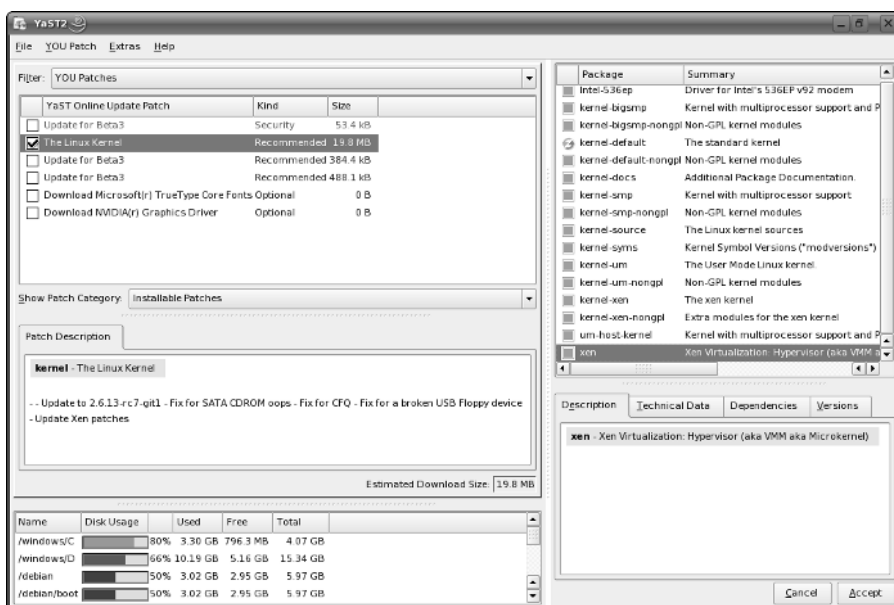 YaST2
File YOU Patch Extras Help
Filter: YOU Patches
YaST Online Update Patch Kind Size
Update for Beta3 Security 53.4 kB
The Linux Kernel Recommended 19.8 MB
Update for Beta3 Recommended 384.4 kB
Update for Beta3 Recommended 488.1 kB
Download Microsoft(r) TrueType Core Fonts Optional 0 B
Download NVIDIA(r) Graphics Driver Optional 0 B
Show Patch Category: Installable Patches
Patch Description
kernel - The Linux Kernel
- - Update to 2.6.13-rc7-git1 - Fix for SATA CDROM oops - Fix for CFQ - Fix for a broken USB Floppy device
- Update Xen patches
Estimated Download Size: 19.8 MB
Name Disk Usage Used Free Total
/windows/C 80% 3.30 GB 796.3 MB 4.07 GB
/windows/D 66% 10.19 GB 5.16 GB 15.34 GB
/debian 50% 3.02 GB 2.95 GB 5.97 GB
/debian/boot 50% 3.02 GB 2.95 GB 5.97 GB
Package Summary
Intel-536ep Driver for Intel's 536EP v92 modem
kernel-bigsmp Kernel with multiprocessor support and P
kernel-bigsmp-nongpl Non-GPL kernel modules
kernel-default The standard kernel
kernel-default-nongpl Non-GPL kernel modules
kernel-docs Additional Package Documentation.
kernel-smp Kernel with multiprocessor support
kernel-smp-nongpl Non-GPL kernel modules
kernel-source The Linux kernel sources
kernel-syms Kernel Symbol Versions ("modversions")
kernel-um The User Mode Linux kernel.
kernel-um-nongpl Non-GPL kernel modules
kernel-xen The xen kernel
kernel-xen-nongpl Extra modules for the xen kernel
um-host-kernel Kernel with multiprocessor support and P
xen Xen Virtualization: Hypervisor (aka VMM a
Description Technical Data Dependencies Versions
xen - Xen Virtualization: Hypervisor (aka VMM aka Microkernel)
Cancel Accept